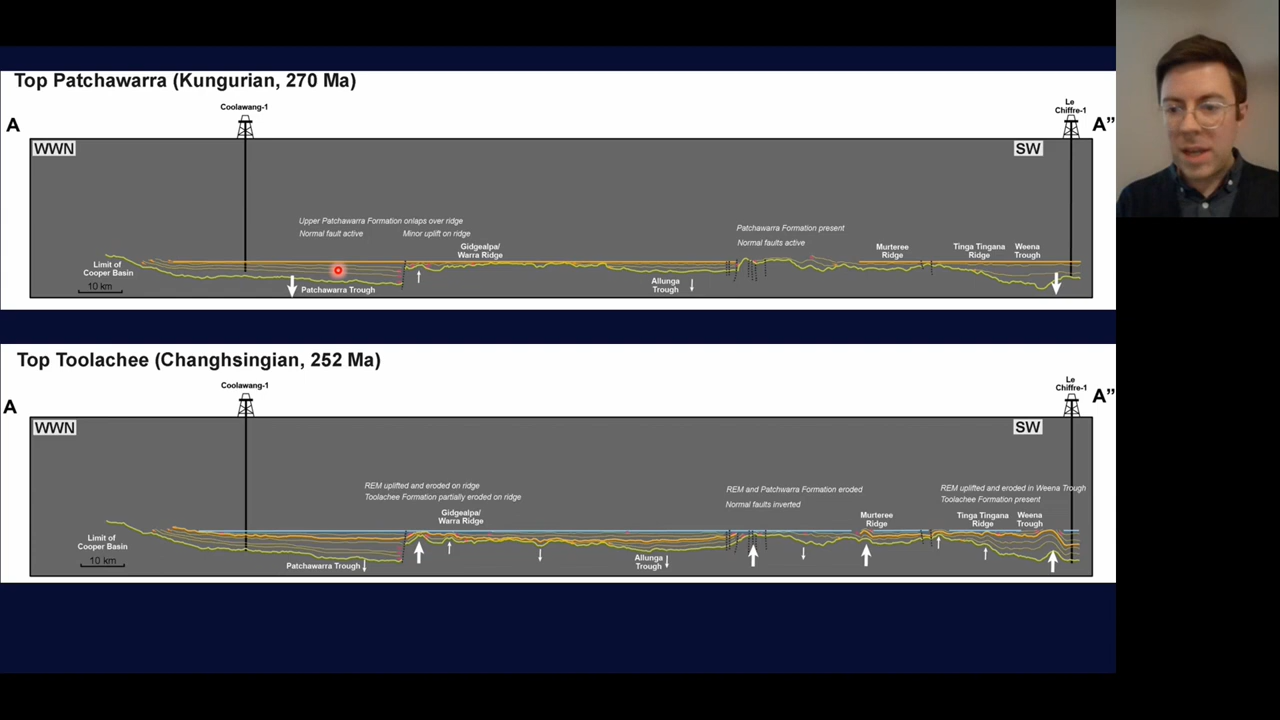 Top Patchawarra (Kungurian, 270 Ma)
Coolawang-1
Le
Chiffre-1
A
A”
WWN
SW
Upper Patchawarra Formation onlaps over ridge
Normal fault active
Minor uplift on ridge
Patchawarra Formation present
Normal faults active
Gidgealpa/
Warra Ridge
Murteree
Ridge
Tinga Tingana
Ridge
Weena
Trough
Limit of
Cooper Basin
10 km
Patchawarra Trough
Allunga
Trough
Top Toolachee (Changhsingian, 252 Ma)
Coolawang-1
Le
Chiffre-1
A
A”
WWN
SW
REM uplifted and eroded on ridge
Toolachee Formation partially eroded on ridge
REM and Patchwarra Formation eroded
Normal faults inverted
REM uplifted and eroded in Weena Trough
Toolachee Formation present
Gidgealpa/
Warra Ridge
Murteree
Ridge
Tinga Tingana
Ridge
Weena
Trough
Limit of
Cooper Basin
10 km
Patchawarra Trough
Allunga
Trough